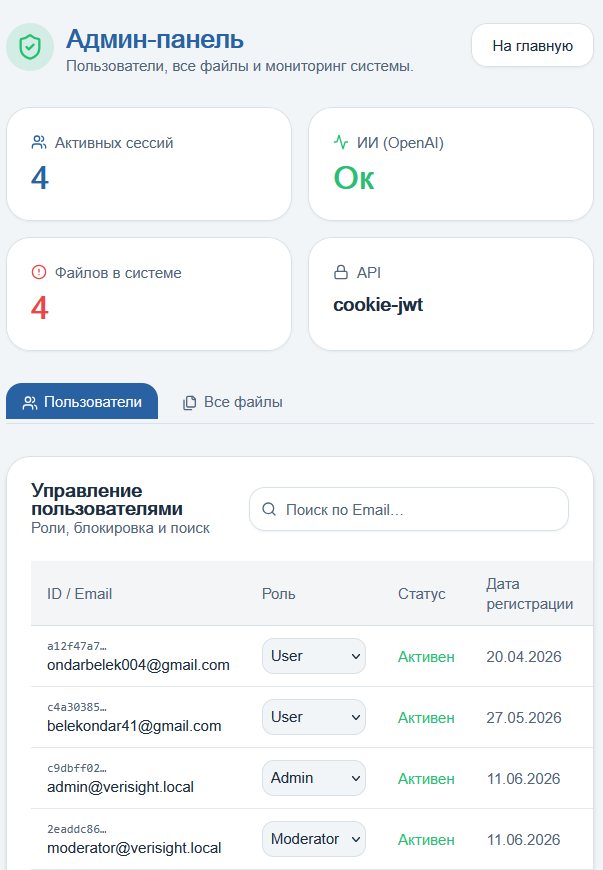 Админ-панель
Пользователи, все файлы и мониторинг системы.
На главную
Активных сессий
4
ИИ (OpenAI)
Ок
Файлов в системе
4
API
cookie-jwt
Пользователи
Все файлы
Управление
пользователями
Роли, блокировка и поиск
Поиск по Email...
ID / Email Роль Статус Дата
регистрации
a12f47a7…
ondarbelek004@gmail.com User Активен 20.04.2026
c4a30385…
belekondar41@gmail.com User Активен 27.05.2026
c9dbff02…
admin@verisight.local Admin Активен 11.06.2026
2eaddc86…
moderator@verisight.local Moderator Активен 11.06.2026